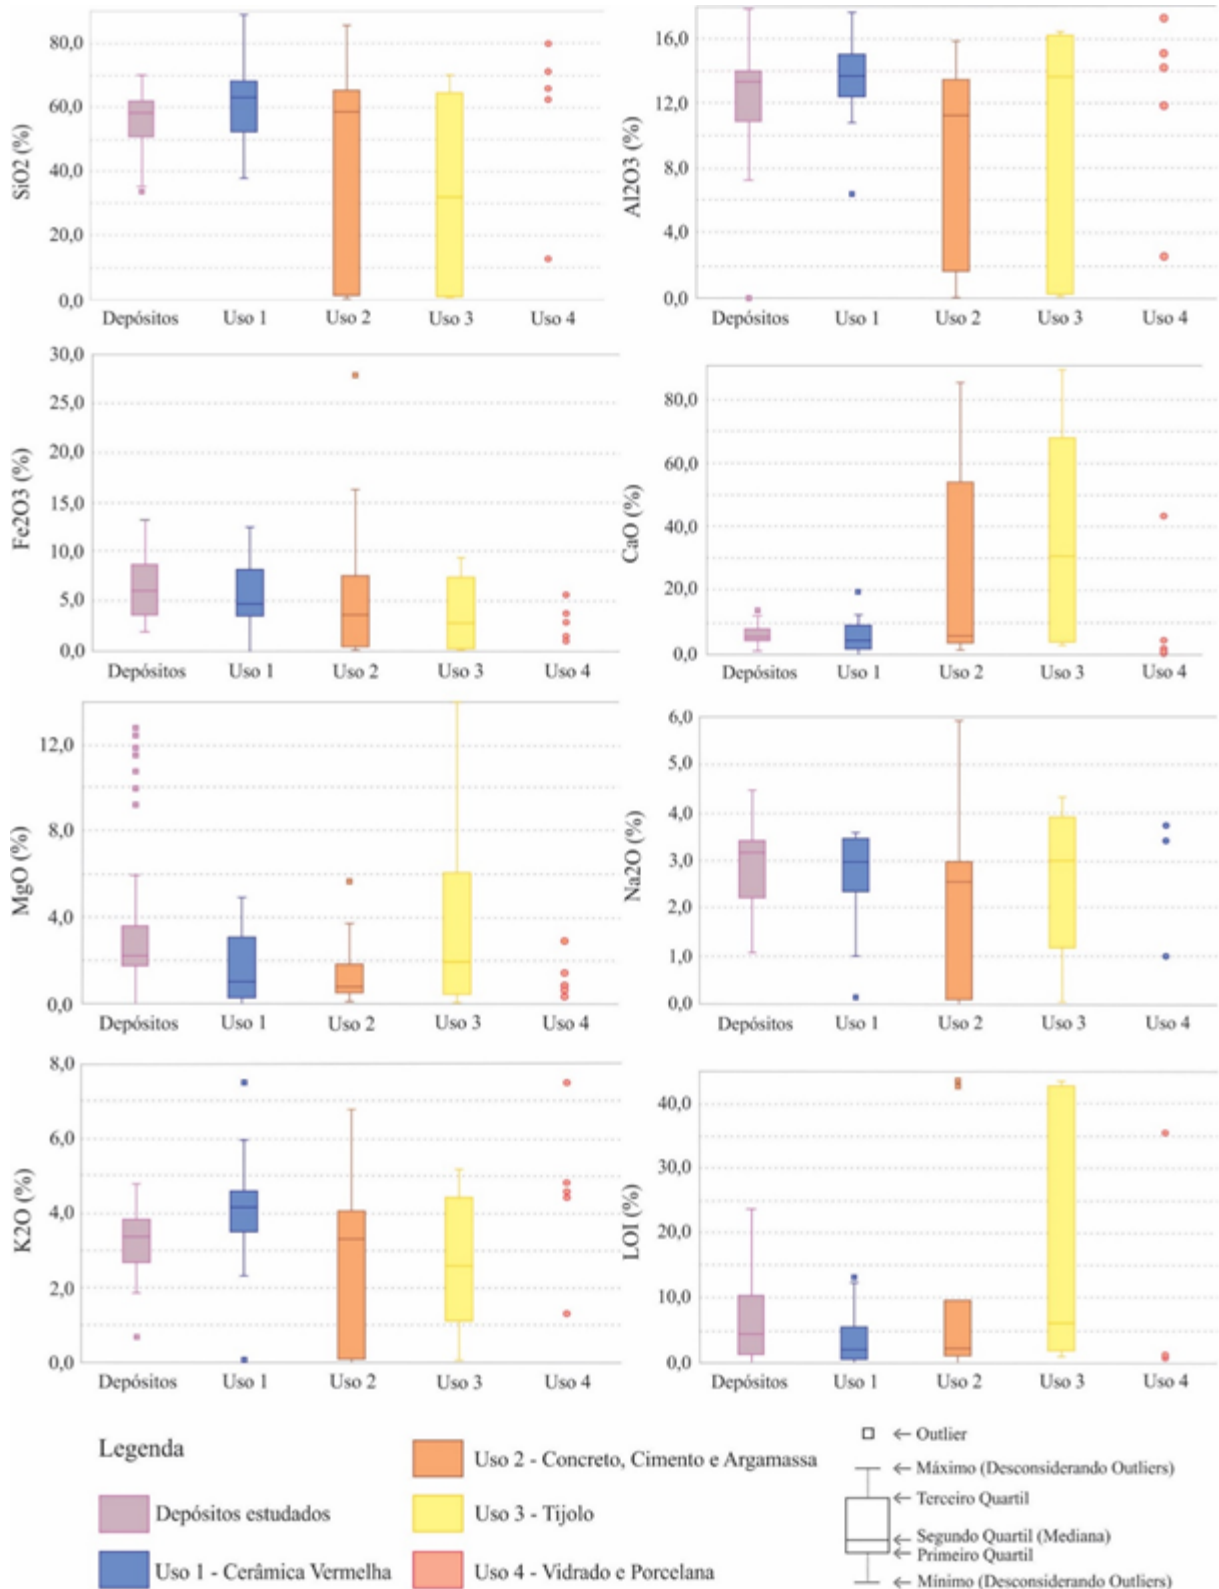 SiO2 (%)
80,0
60,0
40,0
20,0
0,0
Depósitos Uso 1 Uso 2 Uso 3 Uso 4
Al2O3 (%)
16,0
12,0
8,0
4,0
0,0
Depósitos Uso 1 Uso 2 Uso 3 Uso 4
Fe2O3 (%)
30,0
25,0
20,0
15,0
10,0
5,0
0,0
Depósitos Uso 1 Uso 2 Uso 3 Uso 4
CaO (%)
80,0
60,0
40,0
20,0
0,0
Depósitos Uso 1 Uso 2 Uso 3 Uso 4
MgO (%)
12,0
8,0
4,0
0,0
Depósitos Uso 1 Uso 2 Uso 3 Uso 4
Na2O (%)
6,0
5,0
4,0
3,0
2,0
1,0
0,0
Depósitos Uso 1 Uso 2 Uso 3 Uso 4
K2O (%)
8,0
6,0
4,0
2,0
0,0
Depósitos Uso 1 Uso 2 Uso 3 Uso 4
LOI (%)
40,0
30,0
20,0
10,0
0,0
Depósitos Uso 1 Uso 2 Uso 3 Uso 4
Legenda
Depósitos estudados
Uso 1 - Cerâmica Vermelha
Uso 2 - Concreto, Cimento e Argamassa
Uso 3 - Tijolo
Uso 4 - Vidrado e Porcelana
Outlier
Máximo (Desconsiderando Outliers)
Terceiro Quartil
Segundo Quartil (Mediana)
Primeiro Quartil
Mínimo (Desconsiderando Outliers)